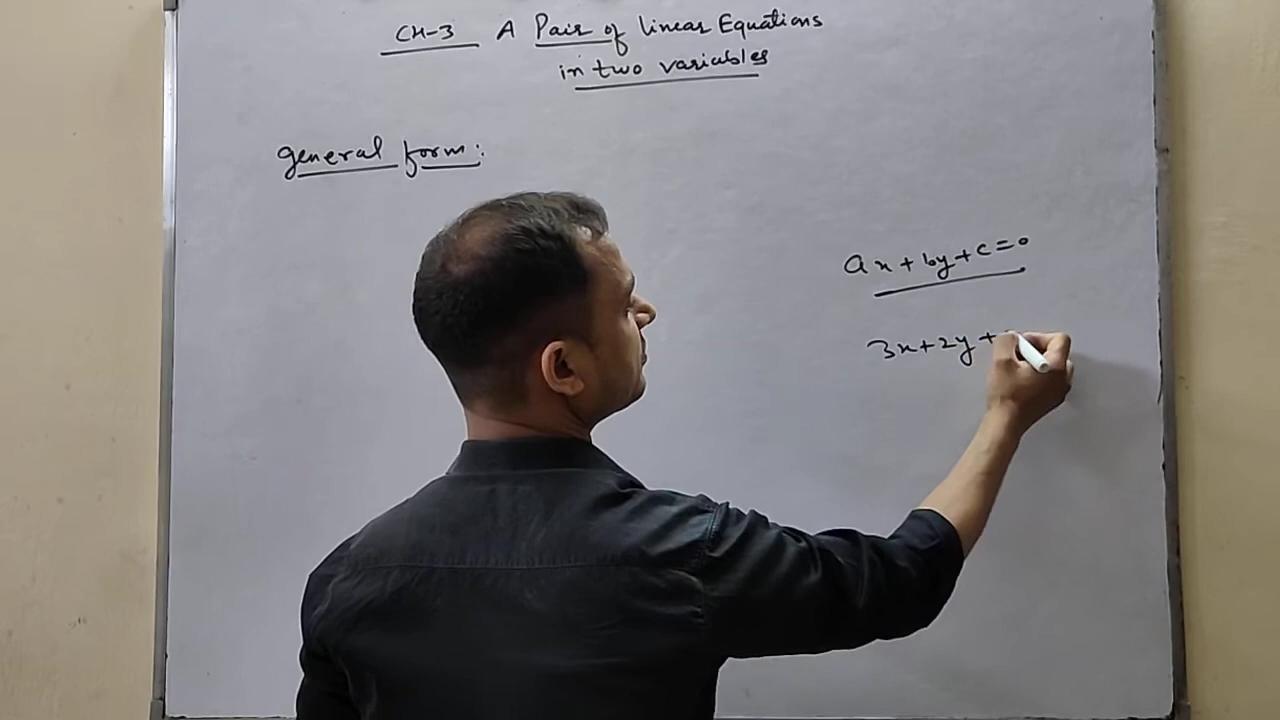 CH-3 A Pair of linear Equations
in two variables
general form:
ax+by+c=0
3x+2y+